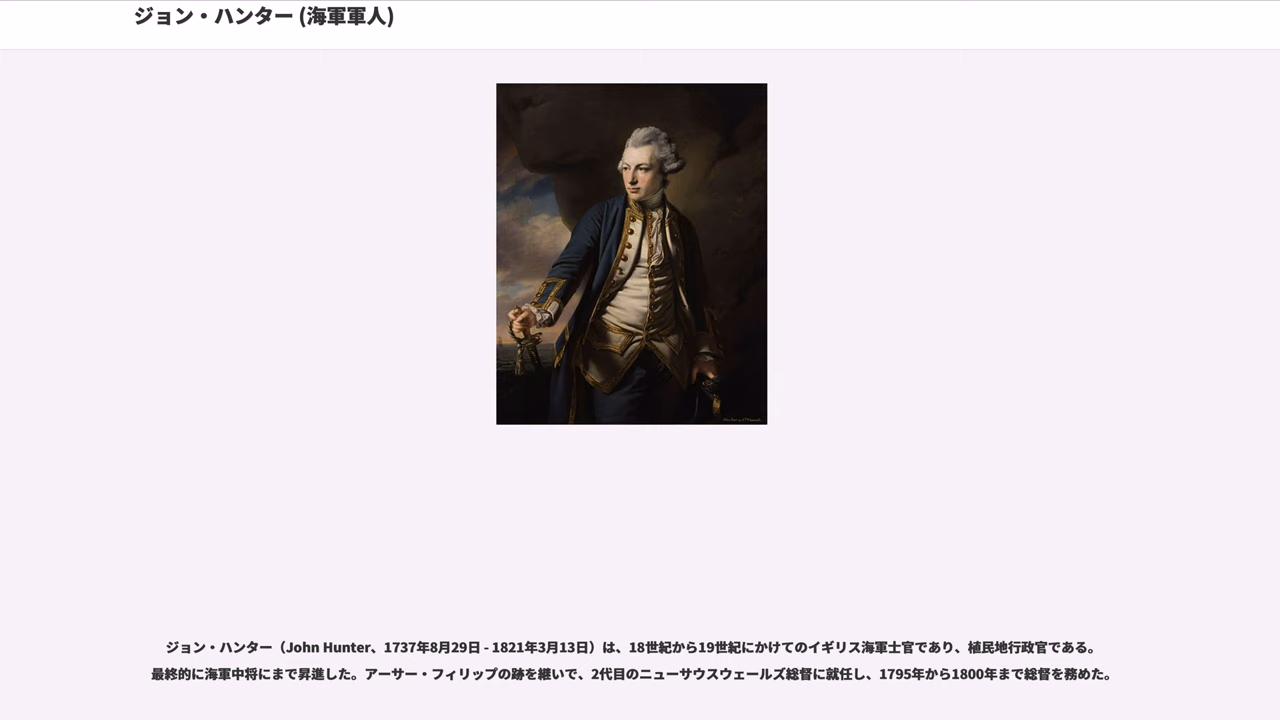 ジョン・ハンター (海軍軍人)
ジョン・ハンター（John Hunter、1737年8月29日 - 1821年3月13日）は、18世紀から19世紀にかけてのイギリス海軍士官であり、植民地行政官である。
最終的に海軍中将にまで昇進した。アーサー・フィリップの跡を継いで、2代目のニューサウスウェールズ総督に就任し、1795年から1800年まで総督を務めた。